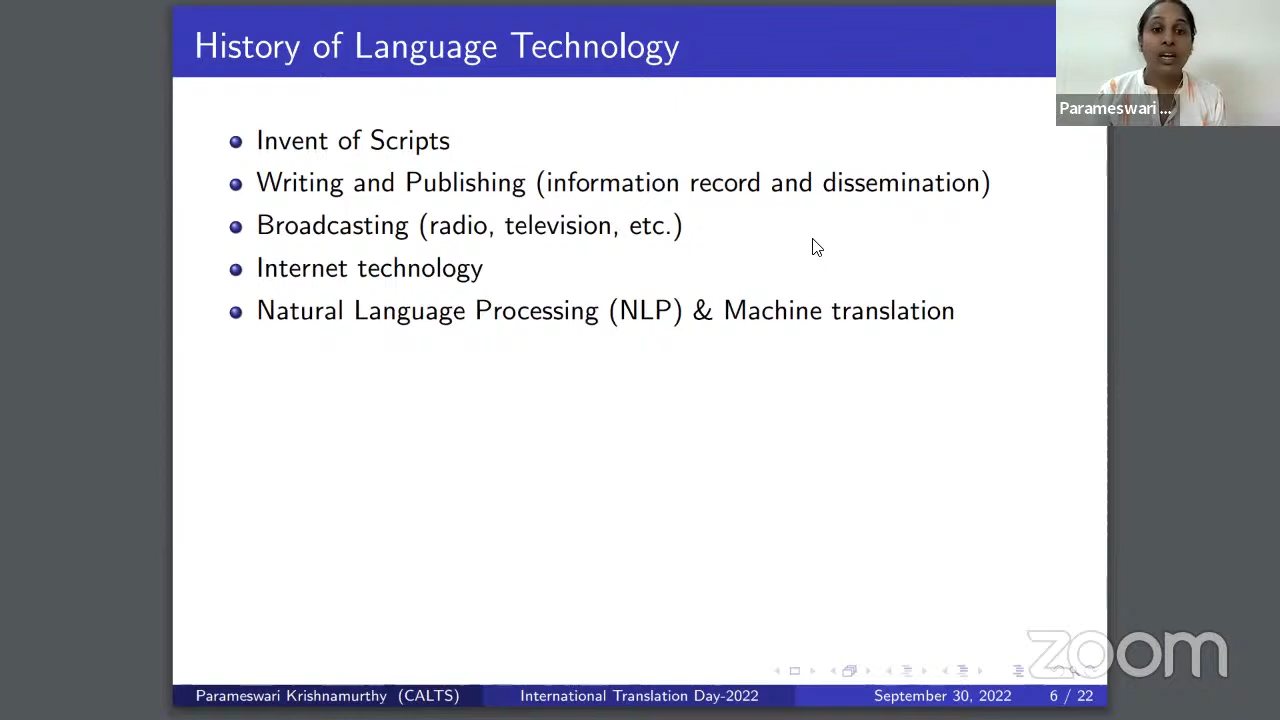 History of Language Technology
Parameswari ...
Invent of Scripts
Writing and Publishing (information record and dissemination)
Broadcasting (radio, television, etc.)
Internet technology
Natural Language Processing (NLP) & Machine translation
zoom
Parameswari Krishnamurthy (CALTS) International Translation Day-2022 September 30, 2022 6 / 22